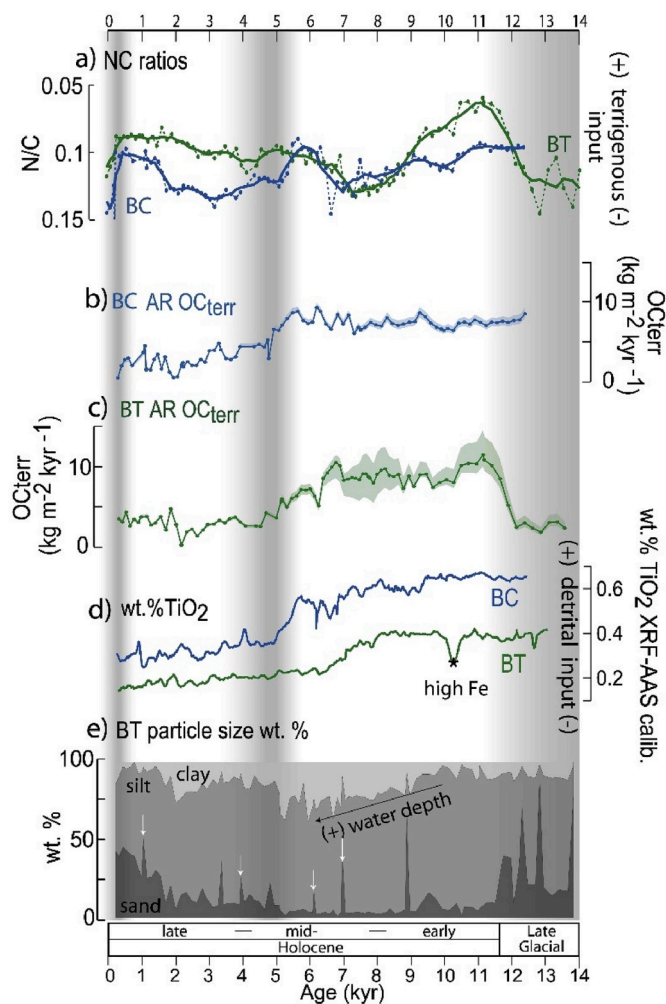 0 1 2 3 4 5 6 7 8 9 10 11 12 13 14
a) NC ratios
0.05
0.1
0.15
N/C
BC
BT
(+) terrigenous (-)
input
b) BC AR OCterr
10
0
OCterr
(kg m-2 kyr-1)
c) BT AR OCterr
10
0
OCterr
(kg m-2 kyr -1)
d) wt.%TiO2
BC
BT
*
high Fe
0.6
0.4
0.2
(+) detrital input (-)
wt.% TiO2 XRF-AAS calib.
e) BT particle size wt. %
100
50
0
wt. %
clay
silt
sand
(+) water depth
late — mid- — early
Holocene
Late
Glacial
0 1 2 3 4 5 6 7 8 9 10 11 12 13 14
Age (kyr)